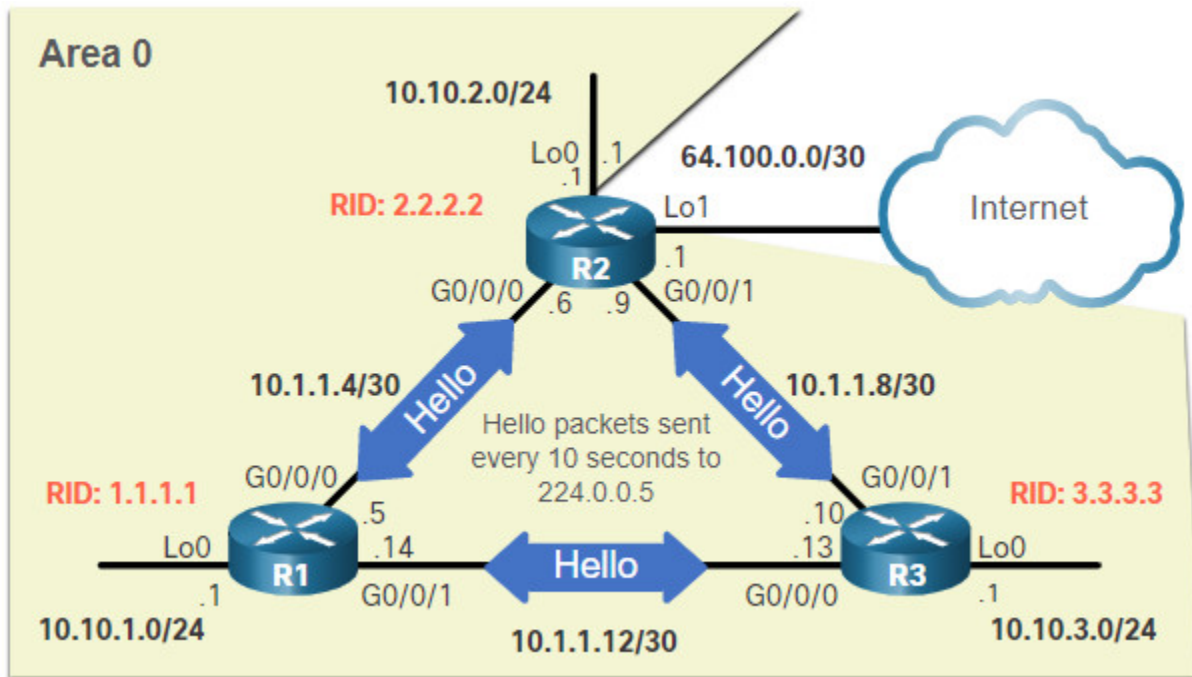 Area 0
10.10.2.0/24
Lo0
.1
.1
64.100.0.0/30
RID: 2.2.2.2
Lo1
Internet
R2
.1
G0/0/0
.6
.9
G0/0/1
Hello
Hello
10.1.1.4/30
10.1.1.8/30
Hello packets sent
every 10 seconds to
224.0.0.5
G0/0/0
G0/0/1
RID: 1.1.1.1
RID: 3.3.3.3
.5
.10
Lo0
.14
.13
Lo0
R1
Hello
R3
.1
G0/0/1
G0/0/0
.1
10.10.1.0/24
10.1.1.12/30
10.10.3.0/24